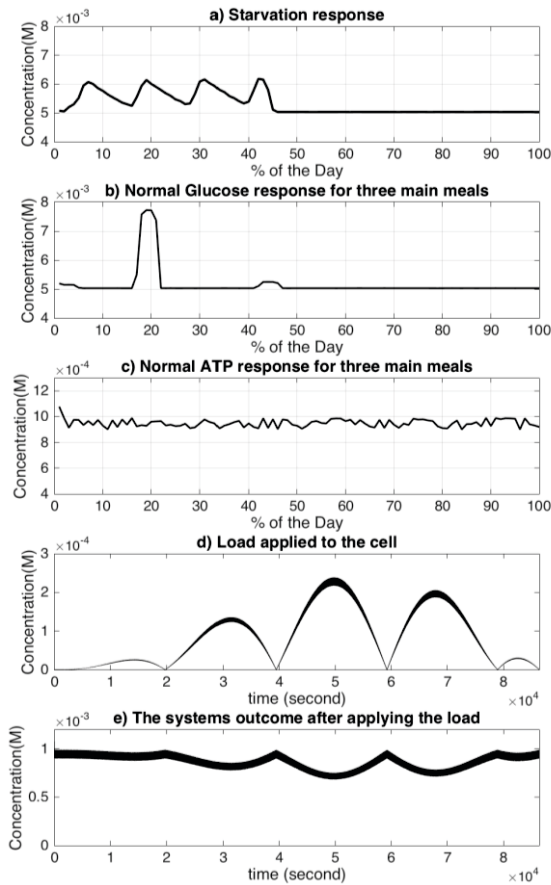 a) Starvation response
×10⁻³
8
7
6
5
4
Concentration(M)
0 10 20 30 40 50 60 70 80 90 100
% of the Day
b) Normal Glucose response for three main meals
×10⁻³
8
7
6
5
4
Concentration(M)
0 10 20 30 40 50 60 70 80 90 100
% of the Day
c) Normal ATP response for three main meals
×10⁻⁴
12
10
8
6
4
Concentration(M)
0 10 20 30 40 50 60 70 80 90 100
% of the Day
d) Load applied to the cell
×10⁻⁴
3
2
1
0
Concentration(M)
0 1 2 3 4 5 6 7 8
time (second)
×10⁴
e) The systems outcome after applying the load
×10⁻³
1
0.5
0
Concentration(M)
0 1 2 3 4 5 6 7 8
time (second)
×10⁴